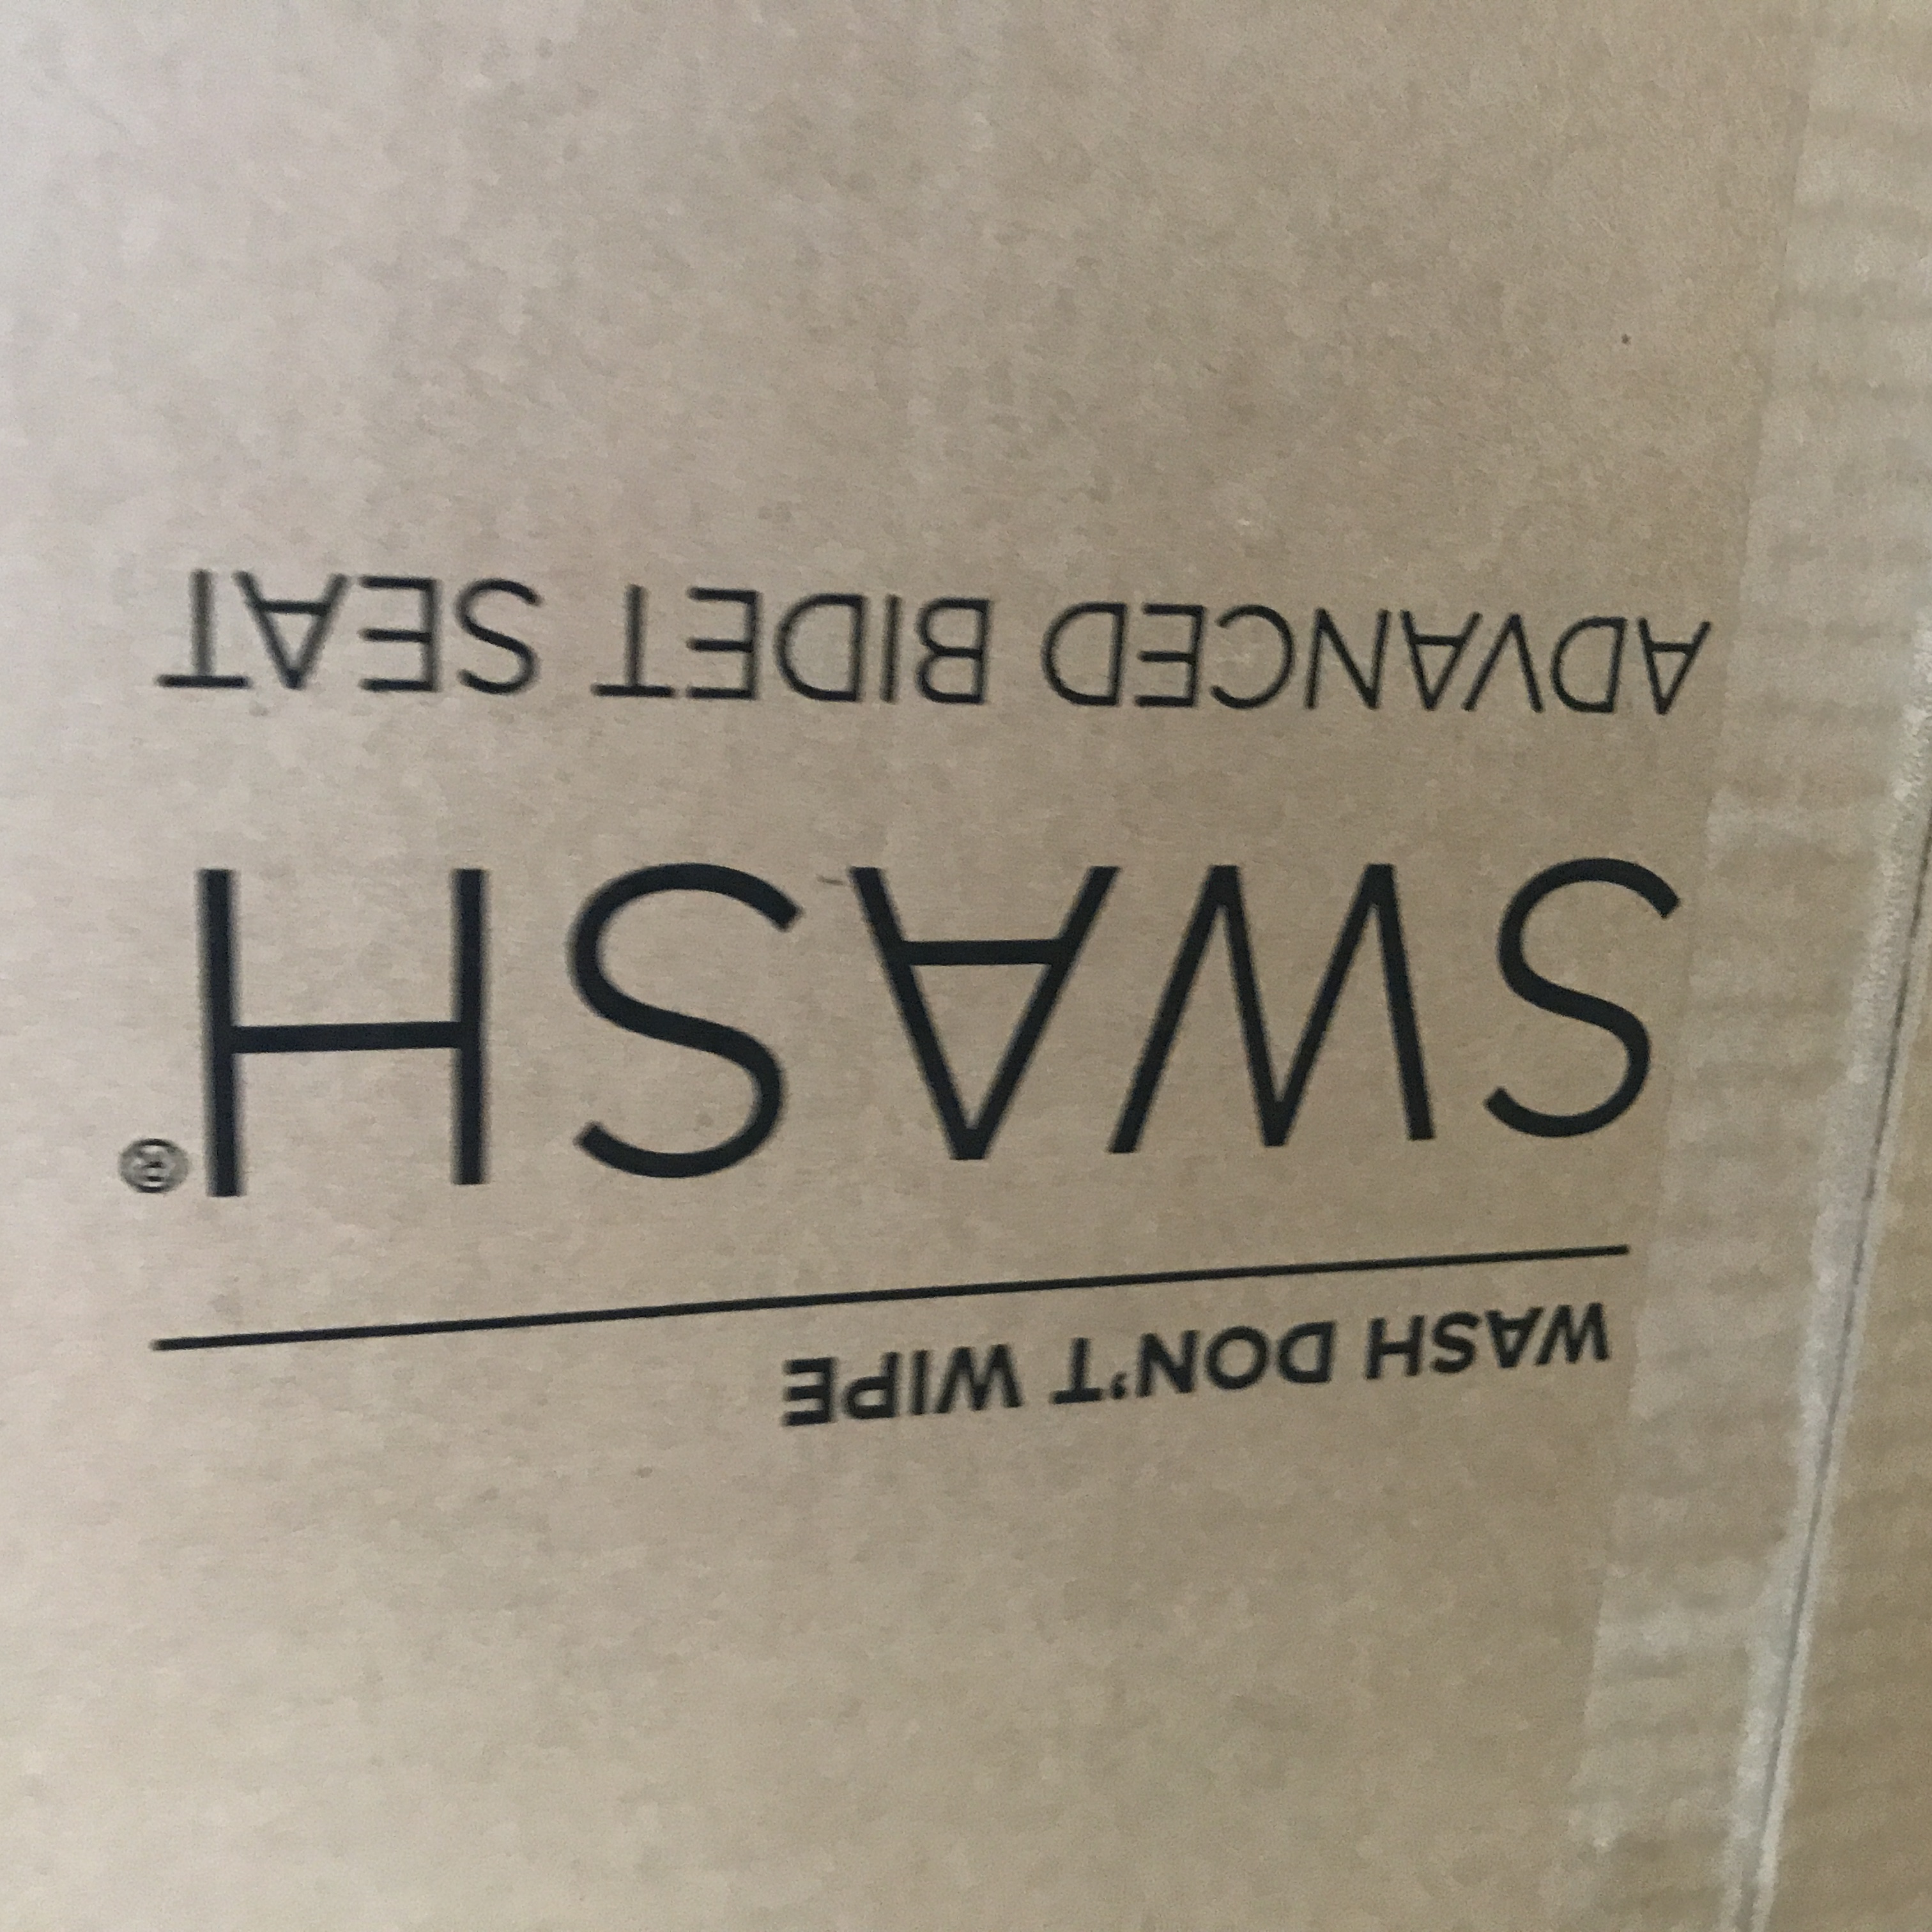 WASH DON'T WIPE
SWASH®
ADVANCED BIDET SEAT